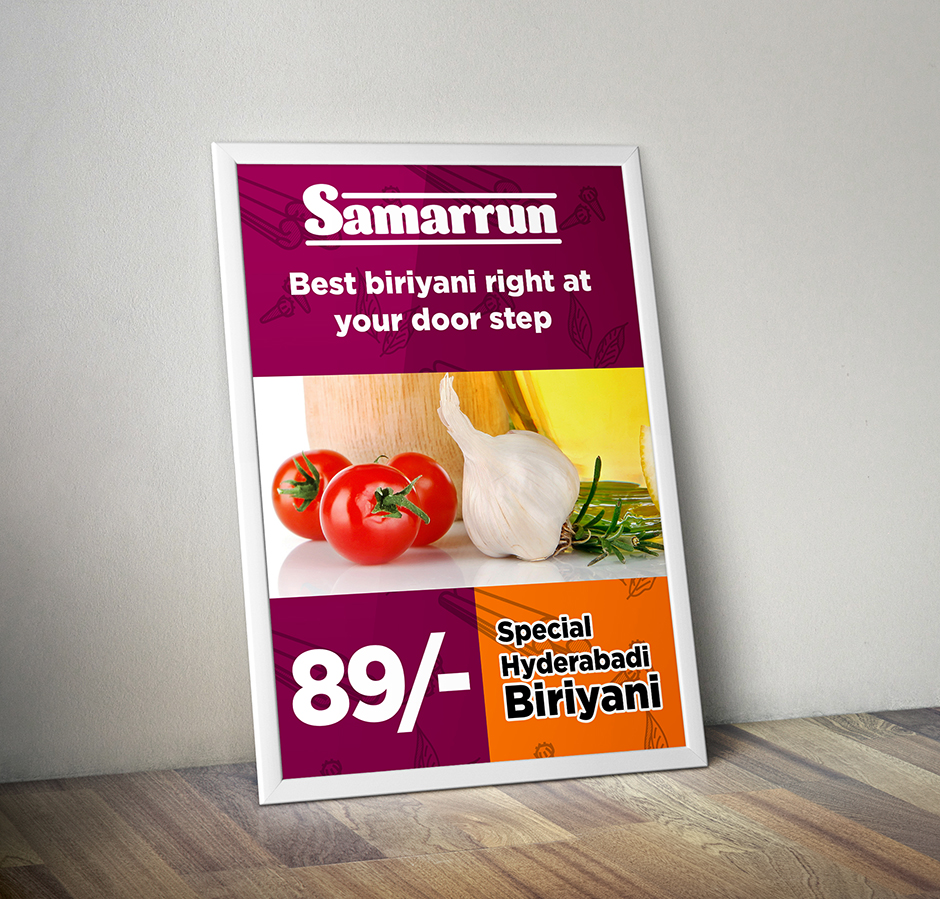 Samarrun
Best biriyani right at
your door step
89/-
Special
Hyderabadi
Biriyani